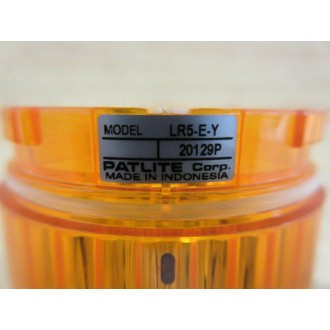 MODEL LR5-E-Y
20129P
PATLITE Corp.
MADE IN INDONESIA